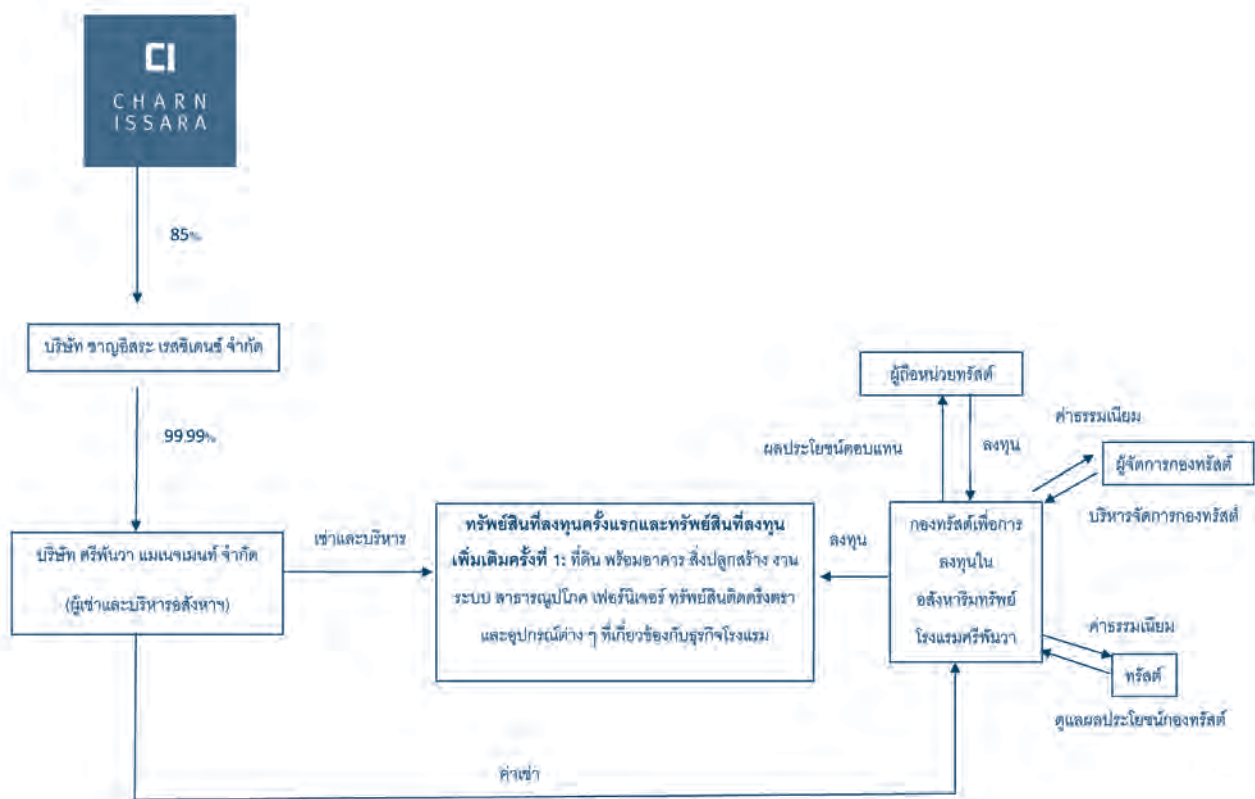 CI
CHARN
ISSARA
85%
บริษัท ชาญอิสระ เรสซิเดนซ์ จำกัด
99.99%
บริษัท ศรีพันวา แมเนจเมนท์ จำกัด
(ผู้เช่าและบริหารอสังหาฯ)
เช่าและบริหาร
ทรัพย์สินที่ลงทุนครั้งแรกและทรัพย์สินที่ลงทุน
เพิ่มเติมครั้งที่ 1: ที่ดิน พร้อมอาคาร สิ่งปลูกสร้าง งาน
ระบบ สาธารณูปโภค เฟอร์นิเจอร์ ทรัพย์สินติดตรึงตรา
และอุปกรณ์ต่าง ๆ ที่เกี่ยวข้องกับธุรกิจโรงแรม
ลงทุน
ผู้ถือหน่วยทรัสต์
ผลประโยชน์ตอบแทน
ลงทุน
ค่าธรรมเนียม
ผู้จัดการกองทรัสต์
บริหารจัดการกองทรัสต์
กองทรัสต์เพื่อการ
ลงทุนใน
อสังหาริมทรัพย์
โรงแรมศรีพันวา
ค่าธรรมเนียม
ทรัสต์
ดูแลผลประโยชน์กองทรัสต์
ค่าเช่า